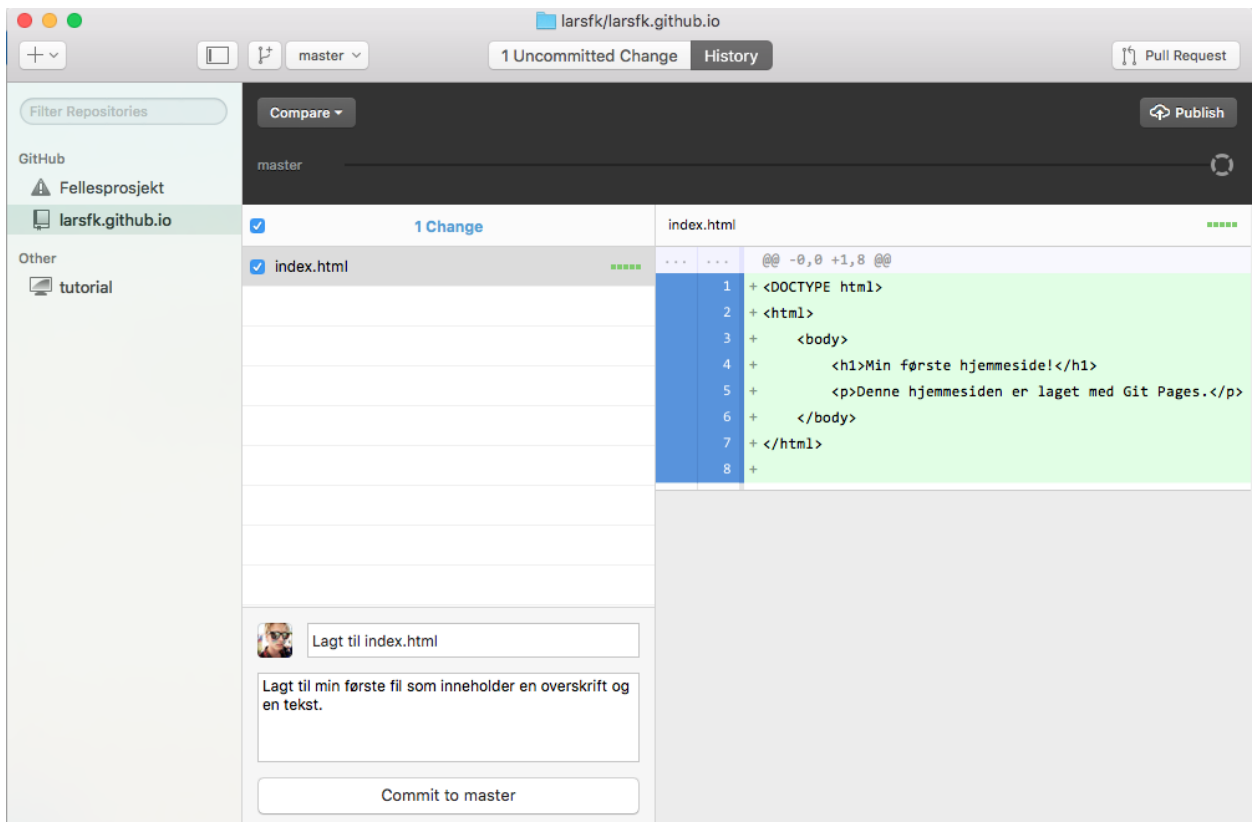 larsfk/larsfk.github.io
master
1 Uncommitted Change
History
Pull Request
Filter Repositories
GitHub
Fellesprosjekt
larsfk.github.io
Other
tutorial
Compare
Publish
master
1 Change
index.html
Lagt til index.html
Lagt til min første fil som inneholder en overskrift og
en tekst.
Commit to master
index.html
... ... @@ -0,0 +1,8 @@
1 + <DOCTYPE html>
2 + <html>
3 +     <body>
4 +         <h1>Min første hjemmeside!</h1>
5 +         <p>Denne hjemmesiden er laget med Git Pages.</p>
6 +     </body>
7 + </html>
8 +